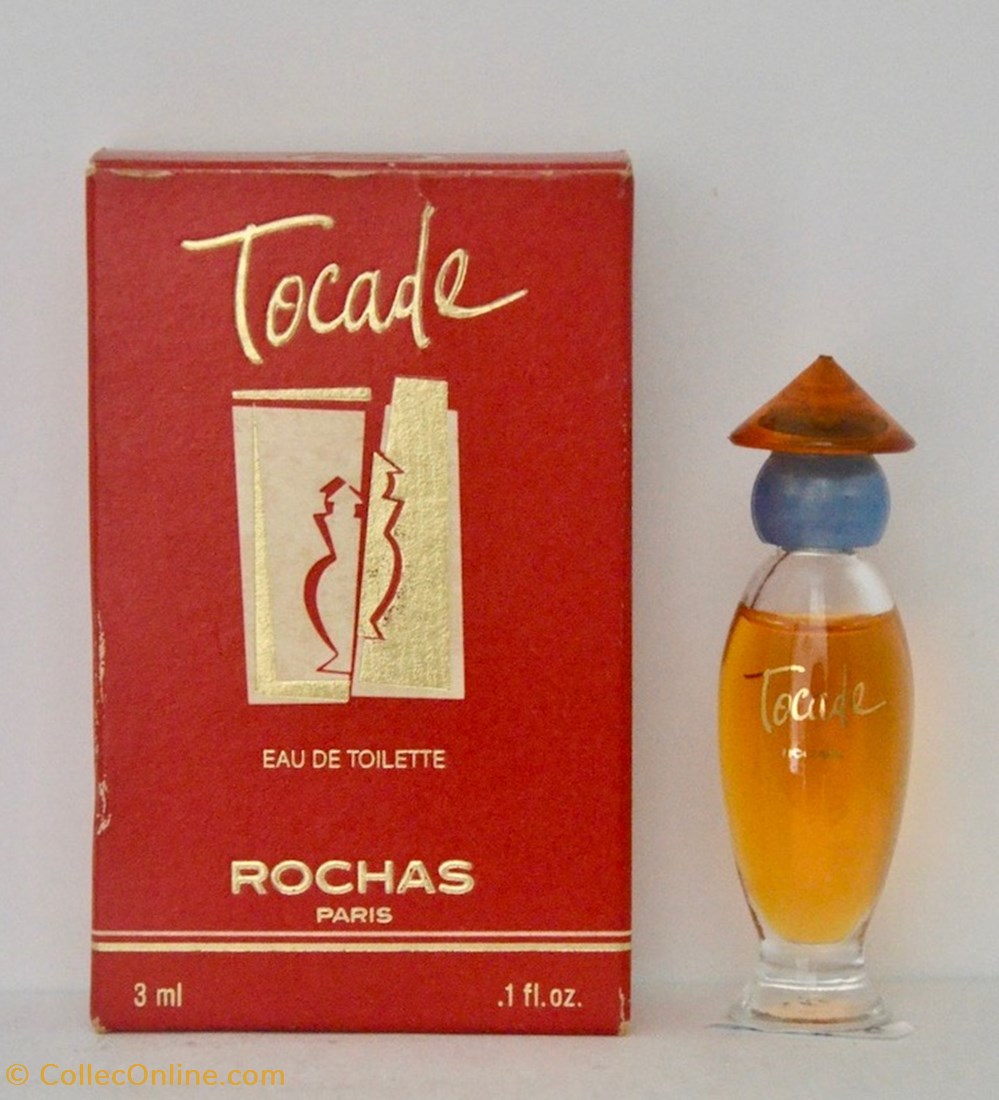 Tocade
EAU DE TOILETTE
ROCHAS
PARIS
3 ml .1 fl.oz.
Tocade
© CollecOnline.com